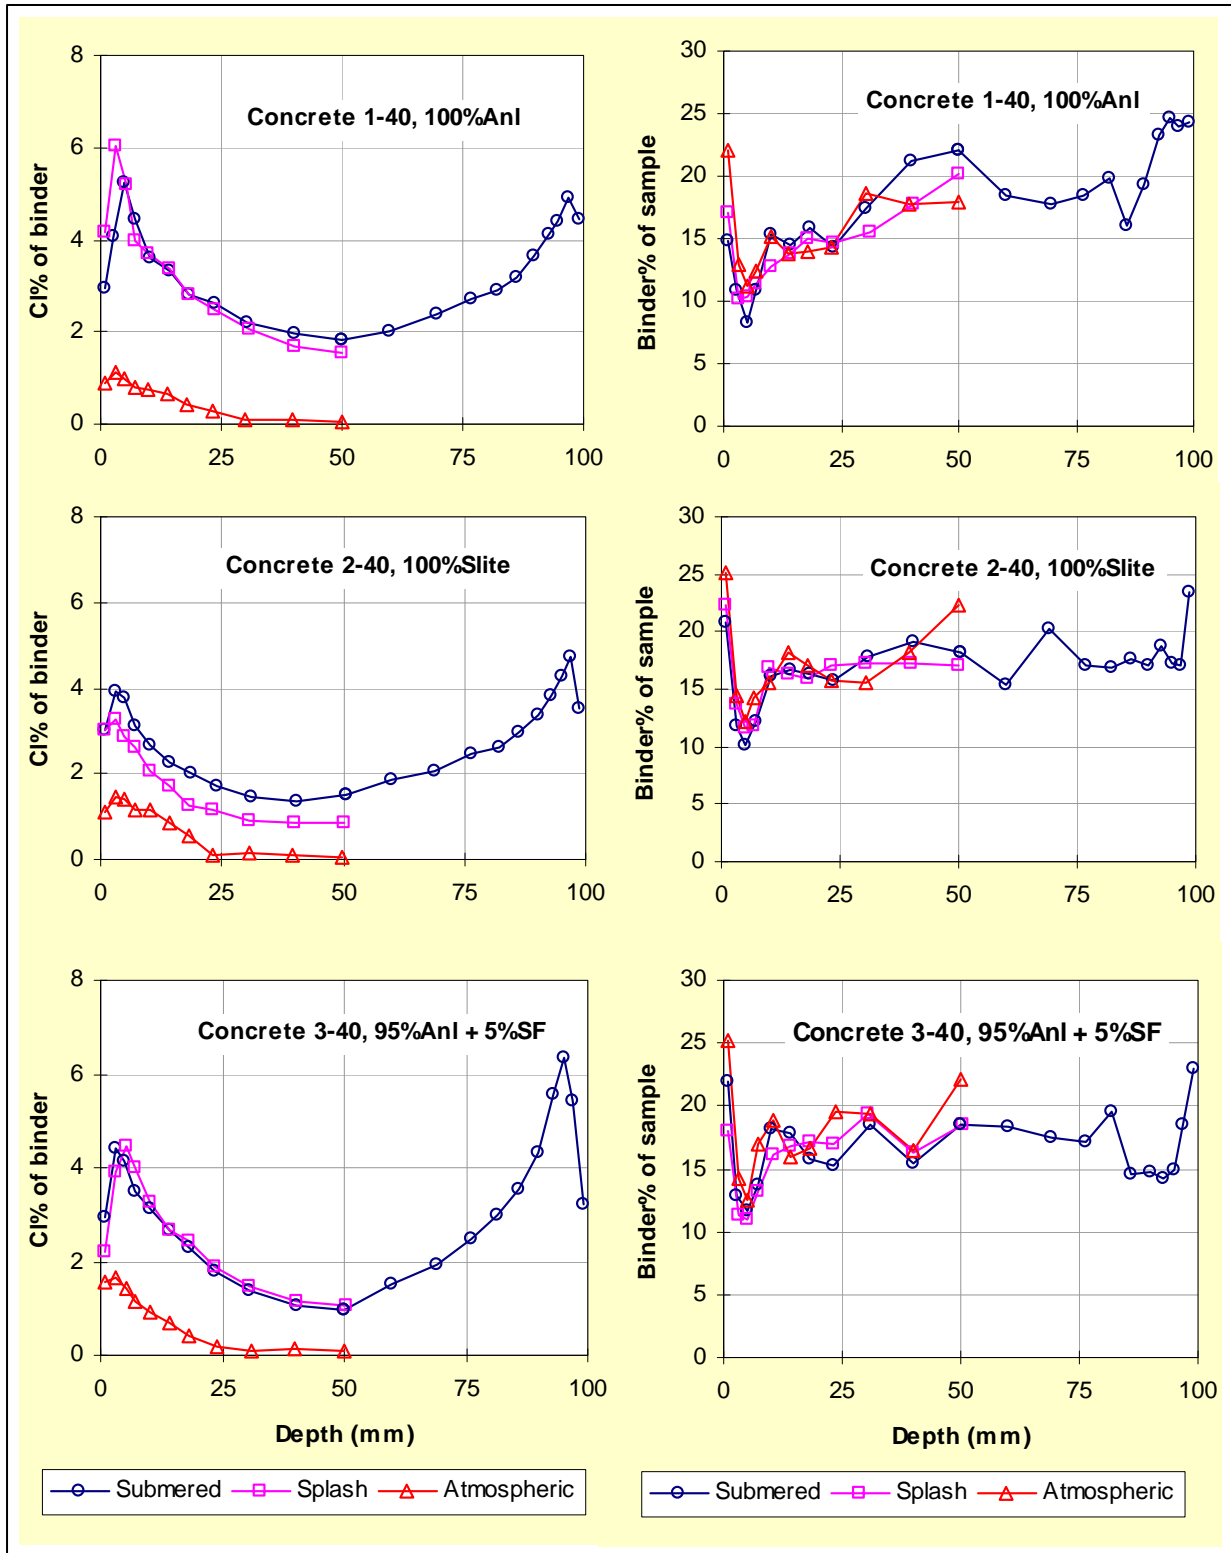 8
6
4
2
0
Cl% of binder
Concrete 1-40, 100%Anl
0 25 50 75 100
30
25
20
15
10
5
0
Binder% of sample
Concrete 1-40, 100%Anl
0 25 50 75 100
8
6
4
2
0
Cl% of binder
Concrete 2-40, 100%Slite
0 25 50 75 100
30
25
20
15
10
5
0
Binder% of sample
Concrete 2-40, 100%Slite
0 25 50 75 100
8
6
4
2
0
Cl% of binder
Concrete 3-40, 95%Anl + 5%SF
0 25 50 75 100
Depth (mm)
30
25
20
15
10
5
0
Binder% of sample
Concrete 3-40, 95%Anl + 5%SF
0 25 50 75 100
Depth (mm)
Submered Splash Atmospheric
Submered Splash Atmospheric